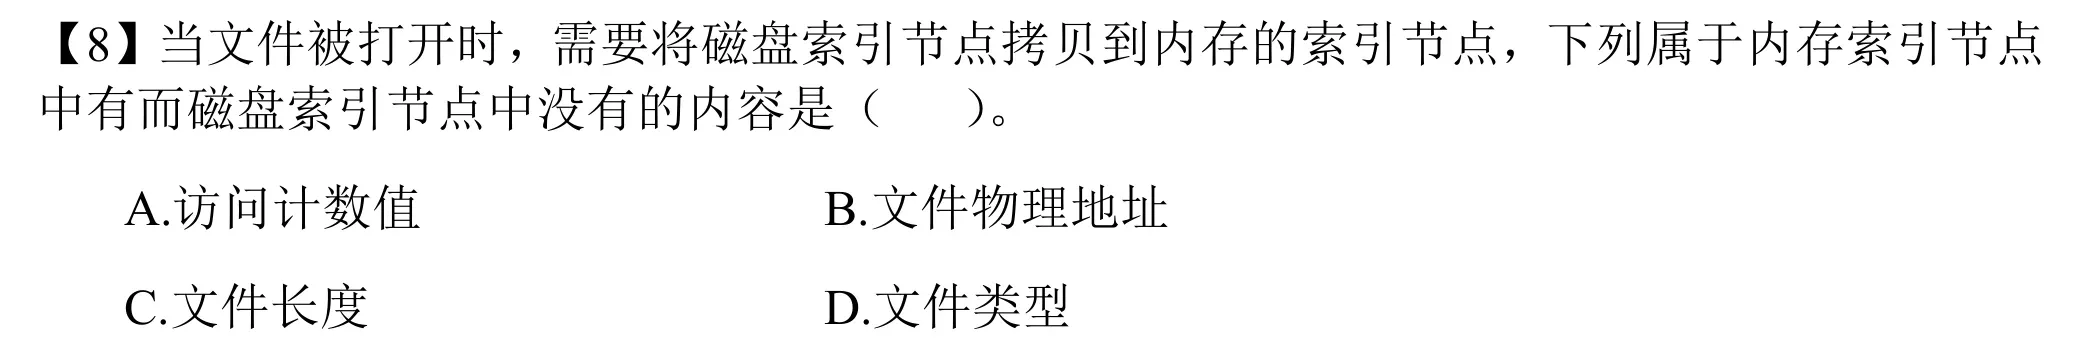 【8】当文件被打开时，需要将磁盘索引节点拷贝到内存的索引节点，下列属于内存索引节点
中有而磁盘索引节点中没有的内容是（　　）。
A.访问计数值　　B.文件物理地址
C.文件长度　　D.文件类型